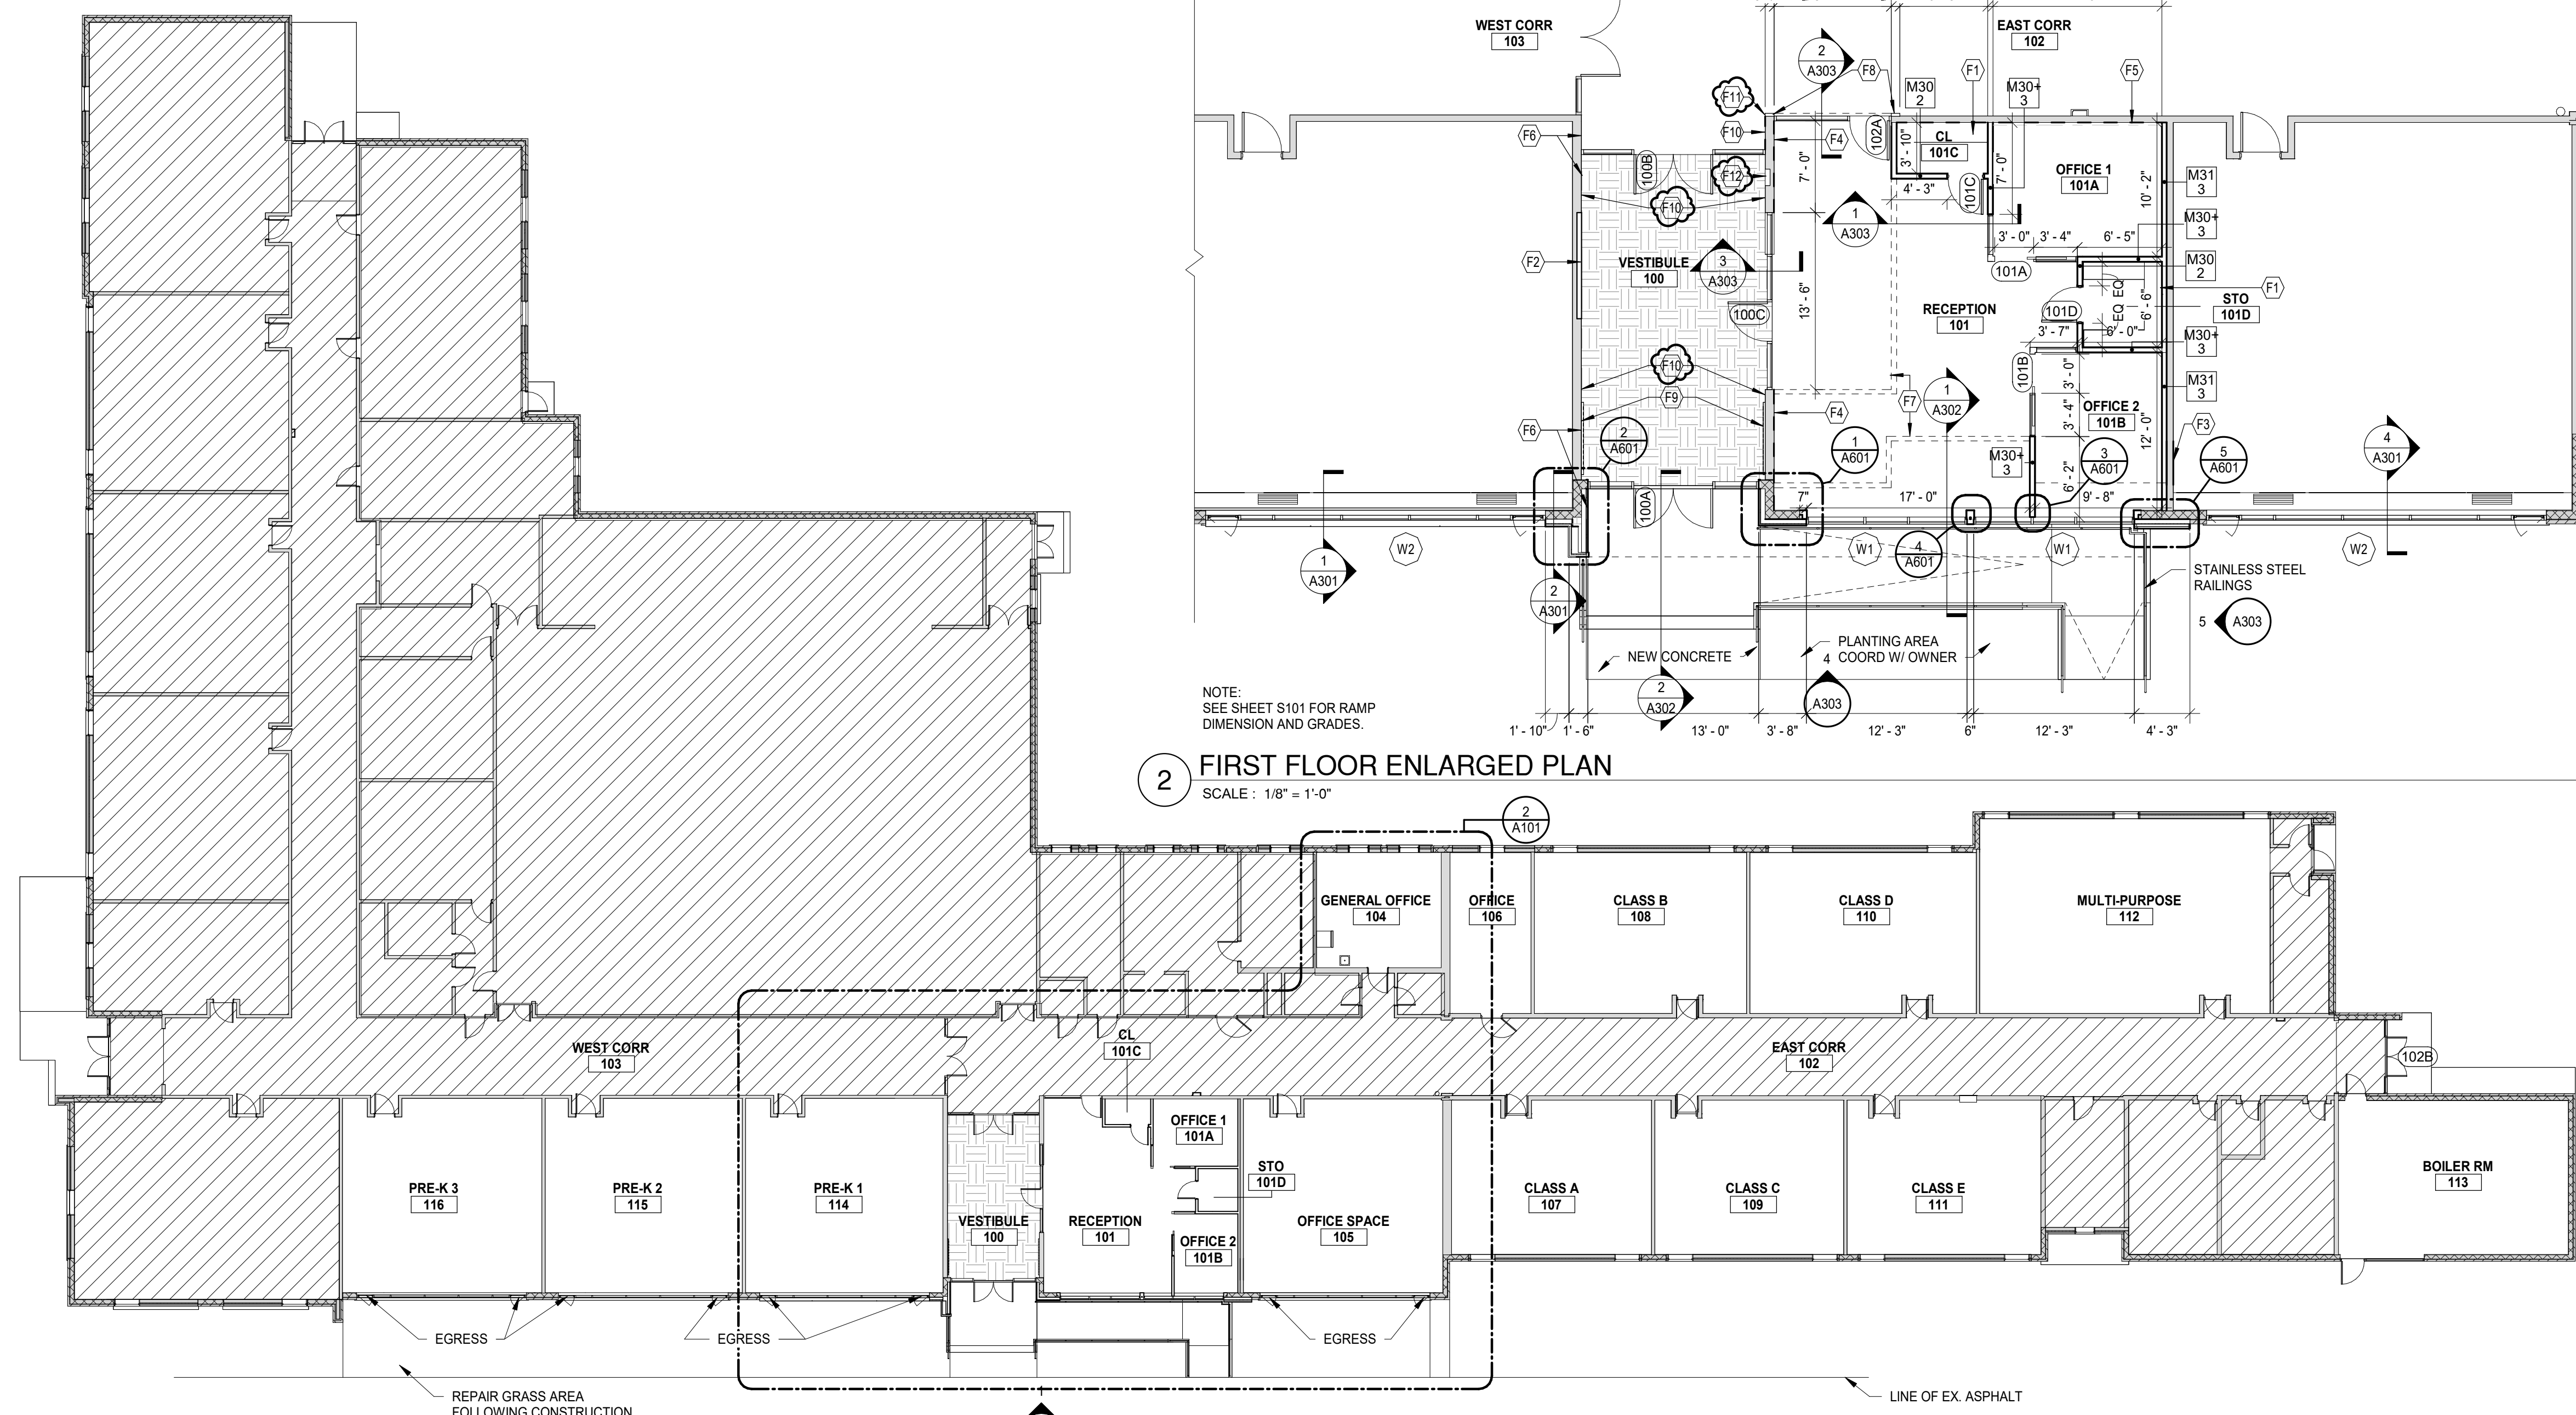 WEST CORR
103
EAST CORR
102
2
A303
F8
F1
F5
M30
2
M30+
3
F11
F10
F6
F4
102A
CL
101C
3' - 10"
7' - 0"
7' - 0"
4' - 3"
101C
OFFICE 1
101A
10' - 2"
M31
3
M30+
3
100B
F12
F10
1
A303
3' - 0"
3' - 4"
6' - 5"
M30
2
F2
VESTIBULE
100
3
A303
101A
EQ
EQ
6' - 6"
F1
STO
101D
100C
13' - 6"
RECEPTION
101
101D
3' - 7"
6' - 0"
M30+
3
F10
101B
3' - 0"
M31
3
F9
F4
F7
1
A302
3' - 4"
OFFICE 2
101B
12' - 0"
F3
F6
2
A601
1
A601
M30+
3
3
A601
5
A601
4
A301
6' - 2"
7"
17' - 0"
9' - 8"
100A
1
A301
W2
W1
4
A601
W1
W2
STAINLESS STEEL
RAILINGS
2
A301
5
A303
NEW CONCRETE
PLANTING AREA
4
COORD W/ OWNER
A303
2
A302
NOTE:
SEE SHEET S101 FOR RAMP
DIMENSION AND GRADES.
1' - 10"
1' - 6"
13' - 0"
3' - 8"
12' - 3"
6"
12' - 3"
4' - 3"
2
FIRST FLOOR ENLARGED PLAN
SCALE : 1/8" = 1'-0"
2
A101
GENERAL OFFICE
104
OFFICE
106
CLASS B
108
CLASS D
110
MULTI-PURPOSE
112
WEST CORR
103
CL
101C
EAST CORR
102
102B
OFFICE 1
101A
STO
101D
PRE-K 3
116
PRE-K 2
115
PRE-K 1
114
VESTIBULE
100
RECEPTION
101
OFFICE 2
101B
OFFICE SPACE
105
CLASS A
107
CLASS C
109
CLASS E
111
BOILER RM
113
EGRESS
EGRESS
EGRESS
REPAIR GRASS AREA
FOLLOWING CONSTRUCTION
LINE OF EX. ASPHALT